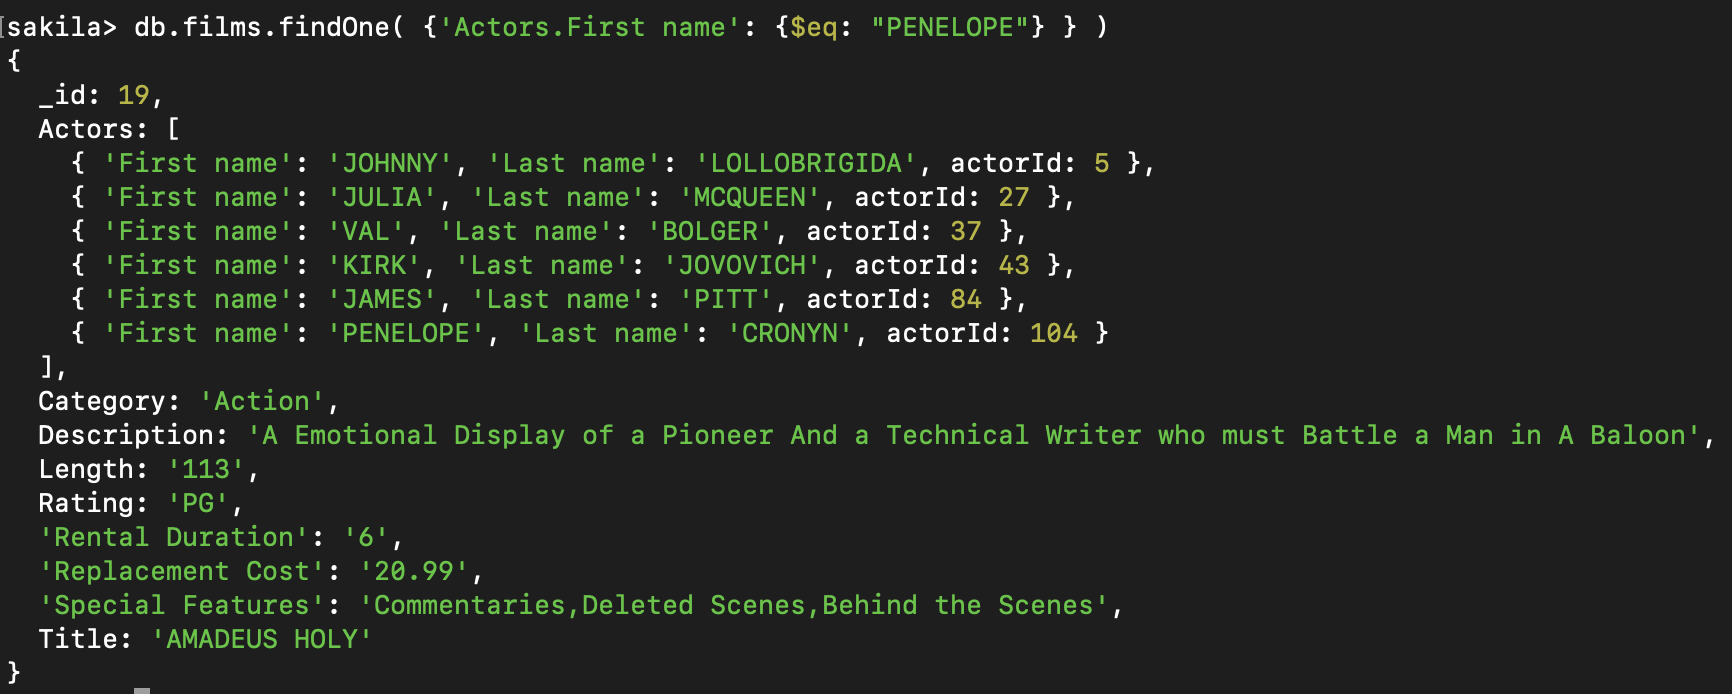 sakila> db.films.findOne( {'Actors.First name': {$eq: "PENELOPE"} } )
{
  _id: 19,
  Actors: [
    { 'First name': 'JOHNNY', 'Last name': 'LOLLOBRIGIDA', actorId: 5 },
    { 'First name': 'JULIA', 'Last name': 'MCQUEEN', actorId: 27 },
    { 'First name': 'VAL', 'Last name': 'BOLGER', actorId: 37 },
    { 'First name': 'KIRK', 'Last name': 'JOVOVICH', actorId: 43 },
    { 'First name': 'JAMES', 'Last name': 'PITT', actorId: 84 },
    { 'First name': 'PENELOPE', 'Last name': 'CRONYN', actorId: 104 }
  ],
  Category: 'Action',
  Description: 'A Emotional Display of a Pioneer And a Technical Writer who must Battle a Man in A Baloon',
  Length: '113',
  Rating: 'PG',
  'Rental Duration': '6',
  'Replacement Cost': '20.99',
  'Special Features': 'Commentaries,Deleted Scenes,Behind the Scenes',
  Title: 'AMADEUS HOLY'
}